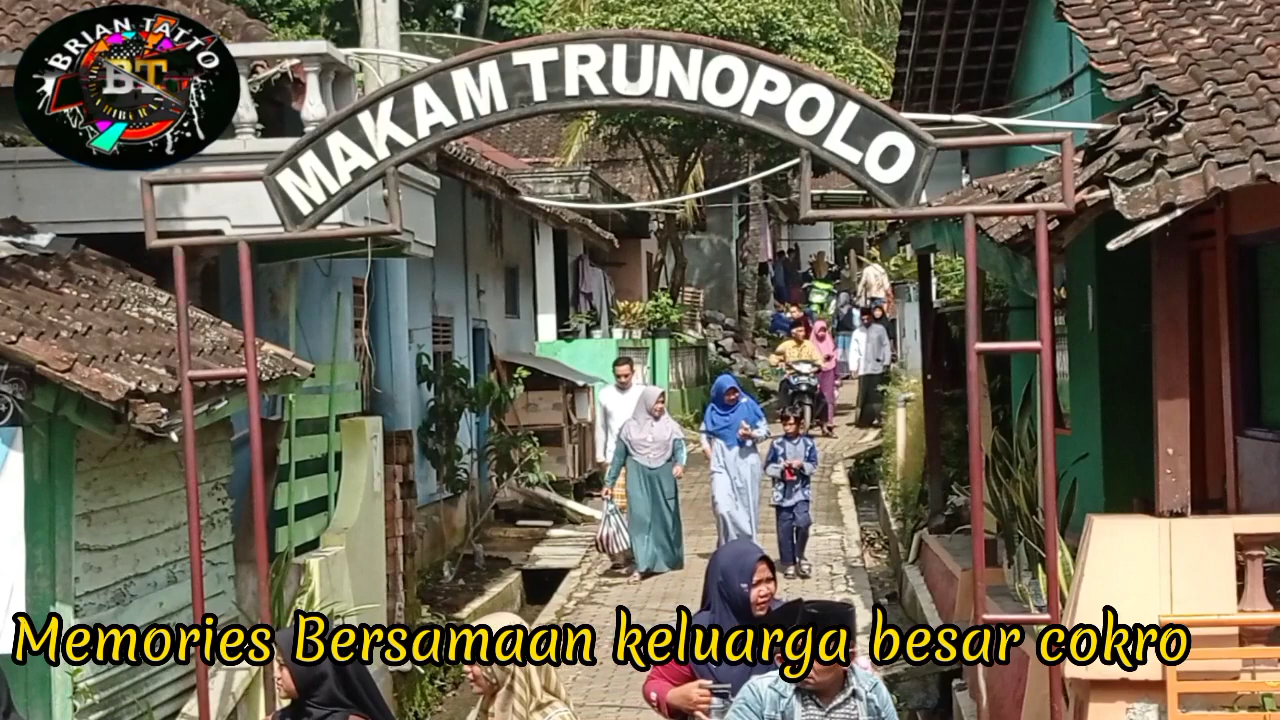 BRIAN TATTO
BT
MAKAM TRUNOPOLO
Memories Bersamaan keluarga besar cokro